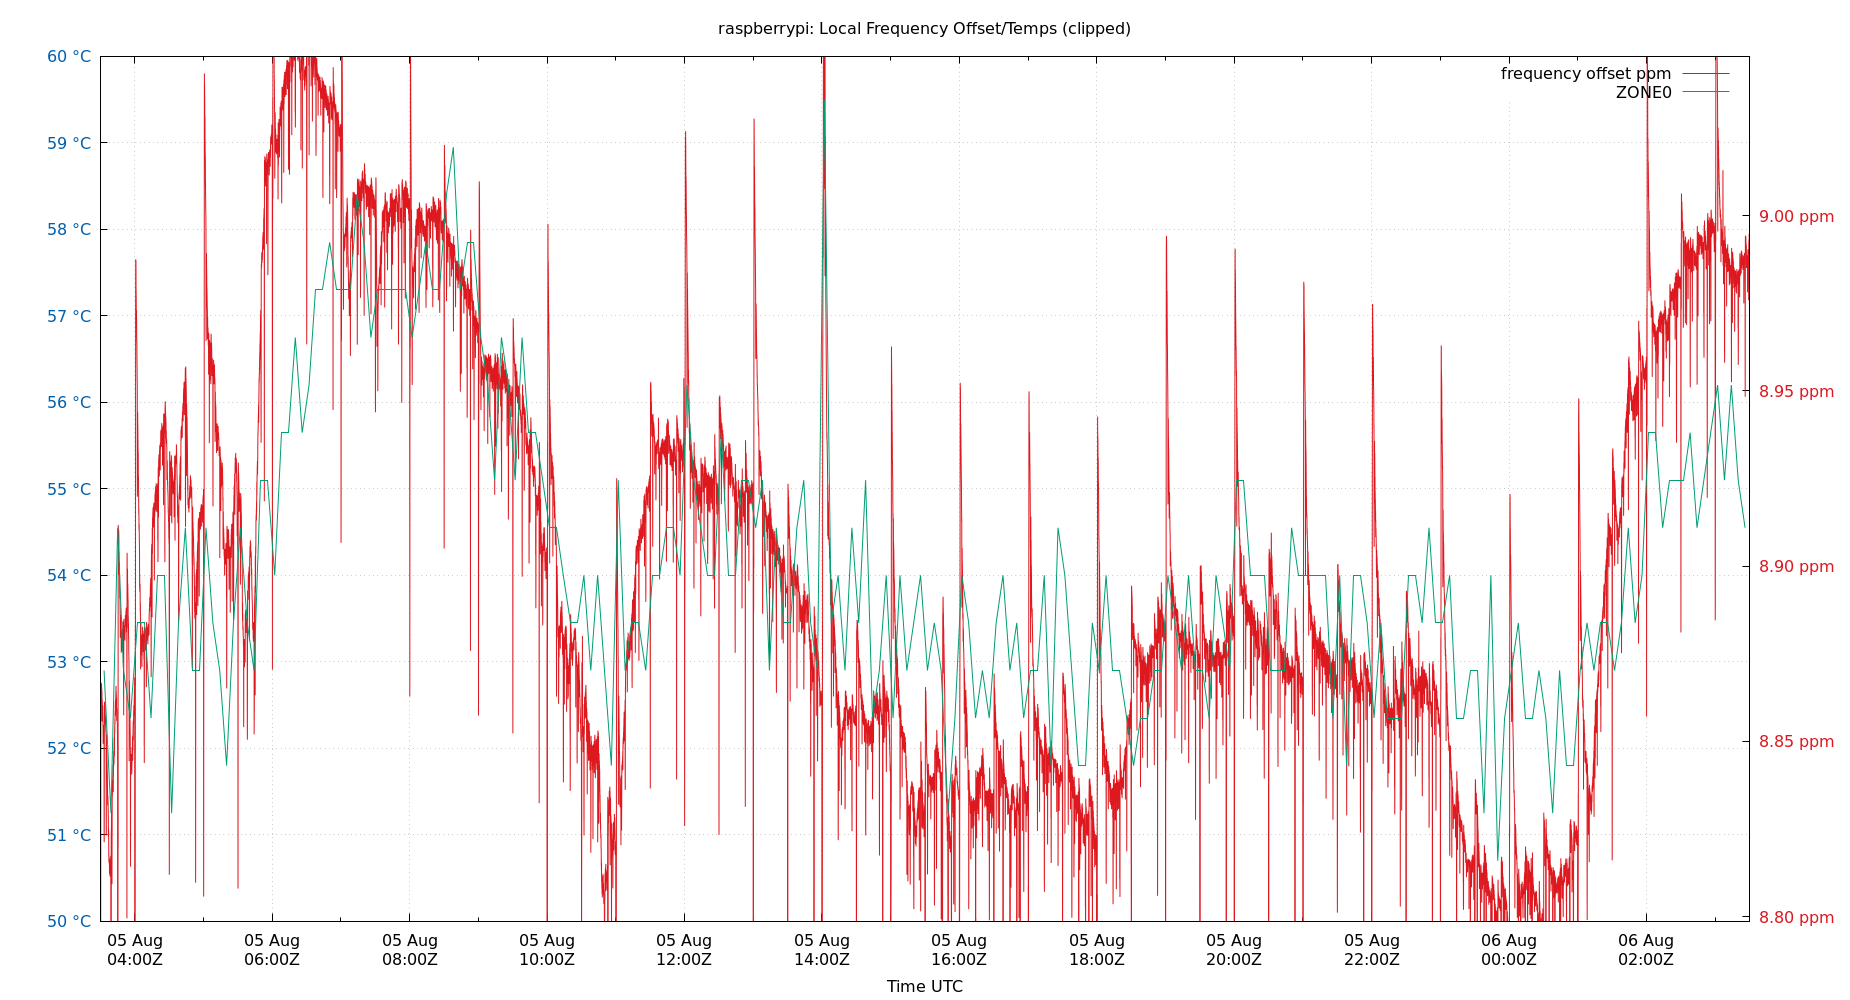 raspberrypi: Local Frequency Offset/Temps (clipped)
frequency offset ppm
ZONE0
60 °C
59 °C
58 °C
57 °C
56 °C
55 °C
54 °C
53 °C
52 °C
51 °C
50 °C
9.00 ppm
8.95 ppm
8.90 ppm
8.85 ppm
8.80 ppm
05 Aug 05 Aug 05 Aug 05 Aug 05 Aug 05 Aug 05 Aug 05 Aug 05 Aug 05 Aug 06 Aug 06 Aug
04:00Z 06:00Z 08:00Z 10:00Z 12:00Z 14:00Z 16:00Z 18:00Z 20:00Z 22:00Z 00:00Z 02:00Z
Time UTC